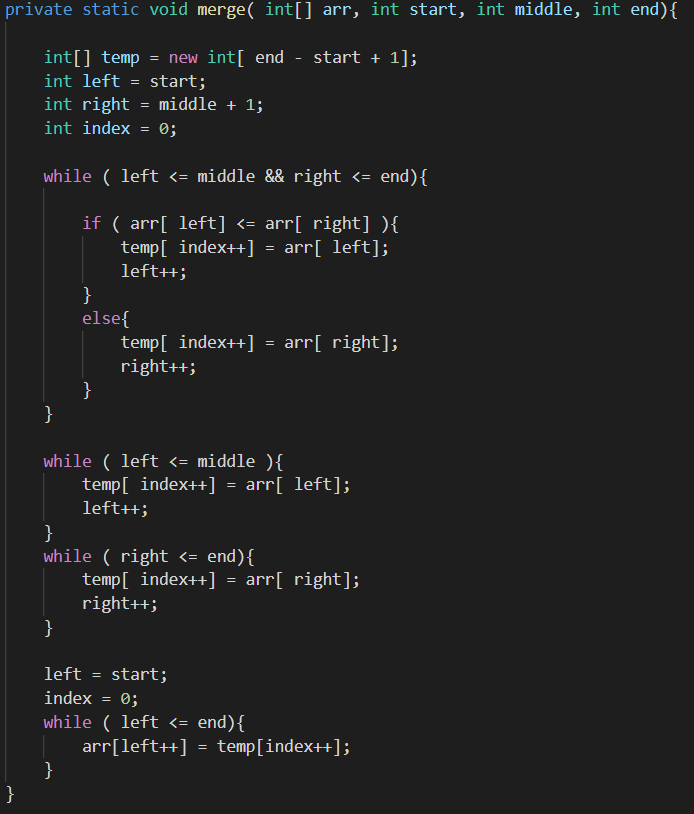 private static void merge( int[] arr, int start, int middle, int end){
    int[] temp = new int[ end - start + 1];
    int left = start;
    int right = middle + 1;
    int index = 0;
    while ( left <= middle && right <= end){
        if ( arr[ left] <= arr[ right] ){
            temp[ index++] = arr[ left];
            left++;
        }
        else{
            temp[ index++] = arr[ right];
            right++;
        }
    }
    while ( left <= middle ){
        temp[ index++] = arr[ left];
        left++;
    }
    while ( right <= end){
        temp[ index++] = arr[ right];
        right++;
    }
    left = start;
    index = 0;
    while ( left <= end){
        arr[left++] = temp[index++];
    }
}